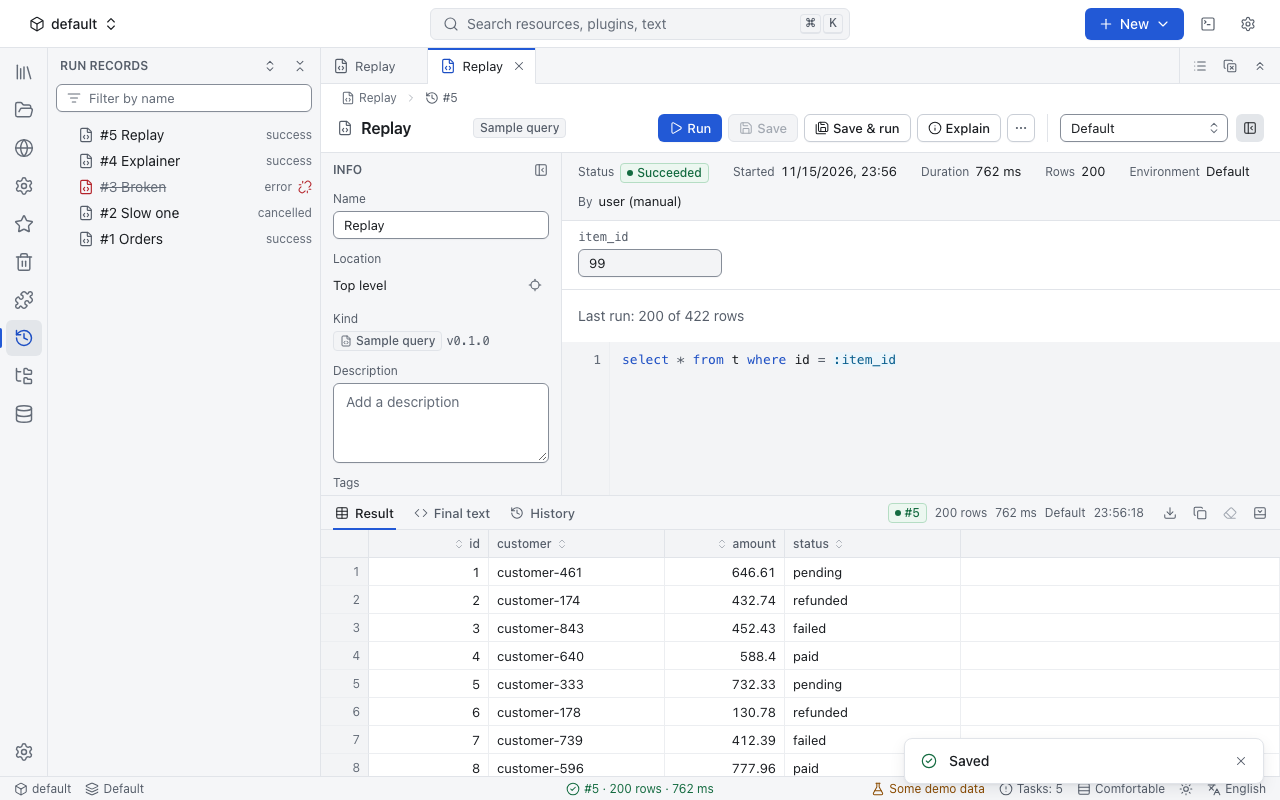 default
Search resources, plugins, text
⌘ K
New
RUN RECORDS
Filter by name
#5 Replay success
#4 Explainer success
#3 Broken error
#2 Slow one cancelled
#1 Orders success
Replay
Replay
Replay
#5
Replay
Sample query
Run
Save
Save & run
Explain
Default
INFO
Name
Replay
Location
Top level
Kind
Sample query v0.1.0
Description
Add a description
Tags
Status Succeeded Started 11/15/2026, 23:56 Duration 762 ms Rows 200 Environment Default
By user (manual)
item_id
99
Last run: 200 of 422 rows
1 select * from t where id = :item_id
Result
Final text
History
#5 200 rows 762 ms Default 23:56:18
id customer amount status
1 1 customer-461 646.61 pending
2 2 customer-174 432.74 refunded
3 3 customer-843 452.43 failed
4 4 customer-640 588.4 paid
5 5 customer-333 732.33 pending
6 6 customer-178 130.78 refunded
7 7 customer-739 412.39 failed
8 8 customer-596 777.96 paid
Saved
default
Default
#5 · 200 rows · 762 ms
Some demo data
Tasks: 5
Comfortable
English